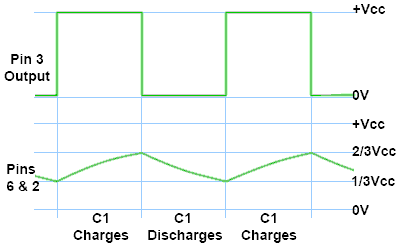 +Vcc
Pin 3
Output
0V
+Vcc
2/3Vcc
Pins
6 & 2
1/3Vcc
0V
C1
Charges
C1
Discharges
C1
Charges